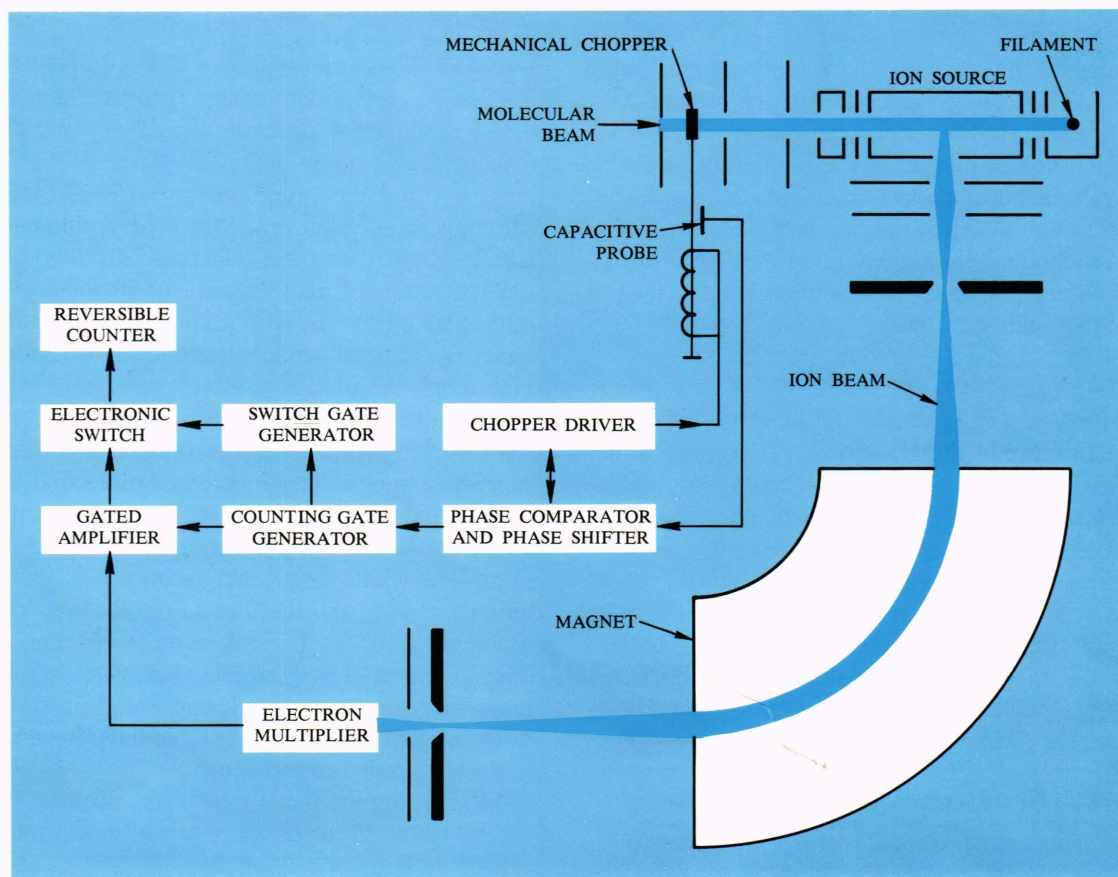 MECHANICAL CHOPPER
FILAMENT
ION SOURCE
MOLECULAR
BEAM
CAPACITIVE
PROBE
REVERSIBLE
COUNTER
ION BEAM
ELECTRONIC
SWITCH
SWITCH GATE
GENERATOR
CHOPPER DRIVER
GATED
AMPLIFIER
COUNTING GATE
GENERATOR
PHASE COMPARATOR
AND PHASE SHIFTER
MAGNET
ELECTRON
MULTIPLIER